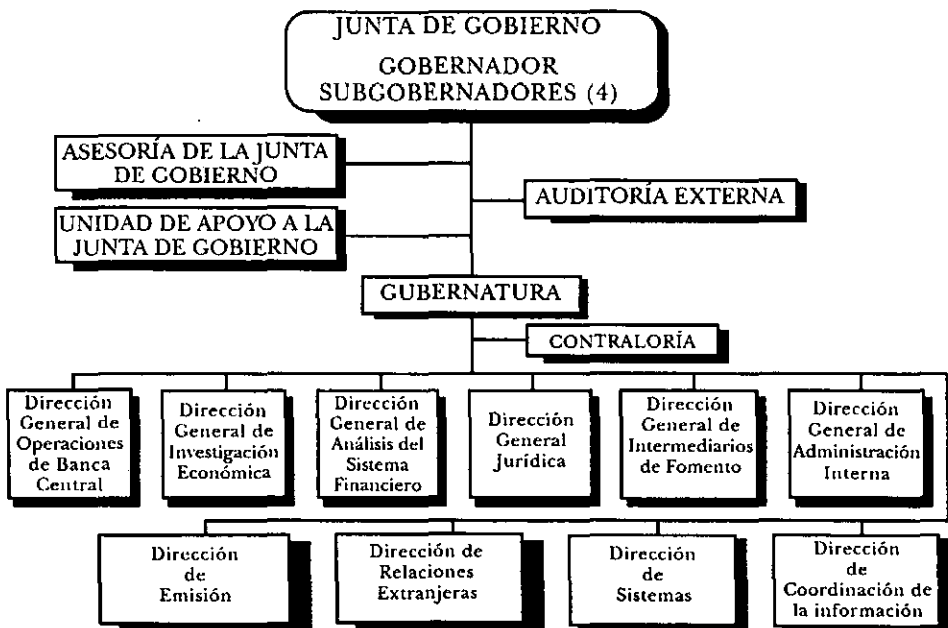 JUNTA DE GOBIERNO
GOBERNADOR
SUBGOBERNADORES (4)
ASESORÍA DE LA JUNTA
DE GOBIERNO
AUDITORÍA EXTERNA
UNIDAD DE APOYO A LA
JUNTA DE GOBIERNO
GUBERNATURA
CONTRALORÍA
Dirección
General de
Operaciones
de Banca
Central
Dirección
General de
Investigación
Económica
Dirección
General de
Análisis del
Sistema
Financiero
Dirección
General
Jurídica
Dirección
General de
Intermediarios
de Fomento
Dirección
General de
Administración
Interna
Dirección
de
Emisión
Dirección de
Relaciones
Extranjeras
Dirección
de
Sistemas
Dirección
de
Coordinación de
la información